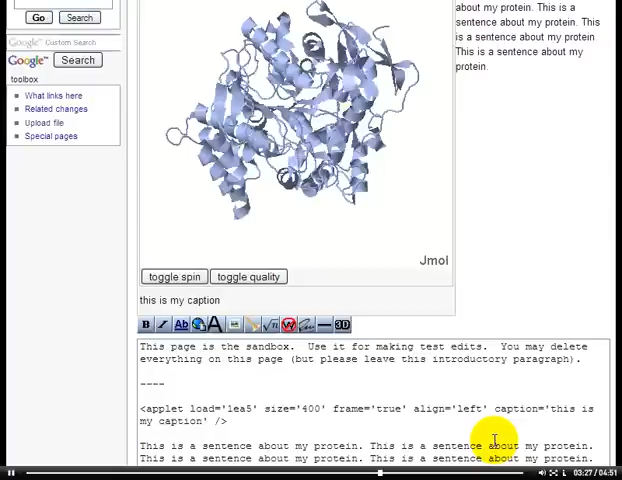 Go Search
Google Custom Search
Google Search
toolbox
What links here
Related changes
Upload file
Special pages
about my protein. This is a
sentence about my protein. This
is a sentence about my protein.
This is a sentence about my
protein.
Jmol
toggle spin toggle quality
this is my caption
B I Ab A √n W 3D
This page is the sandbox. Use it for making test edits. You may delete
everything on this page (but please leave this introductory paragraph).
----
<applet load='1ea5' size='400' frame='true' align='left' caption='this is
my caption' />
This is a sentence about my protein. This is a sentence about my protein.
This is a sentence about my protein. This is a sentence about my protein.
03:27 / 04:51